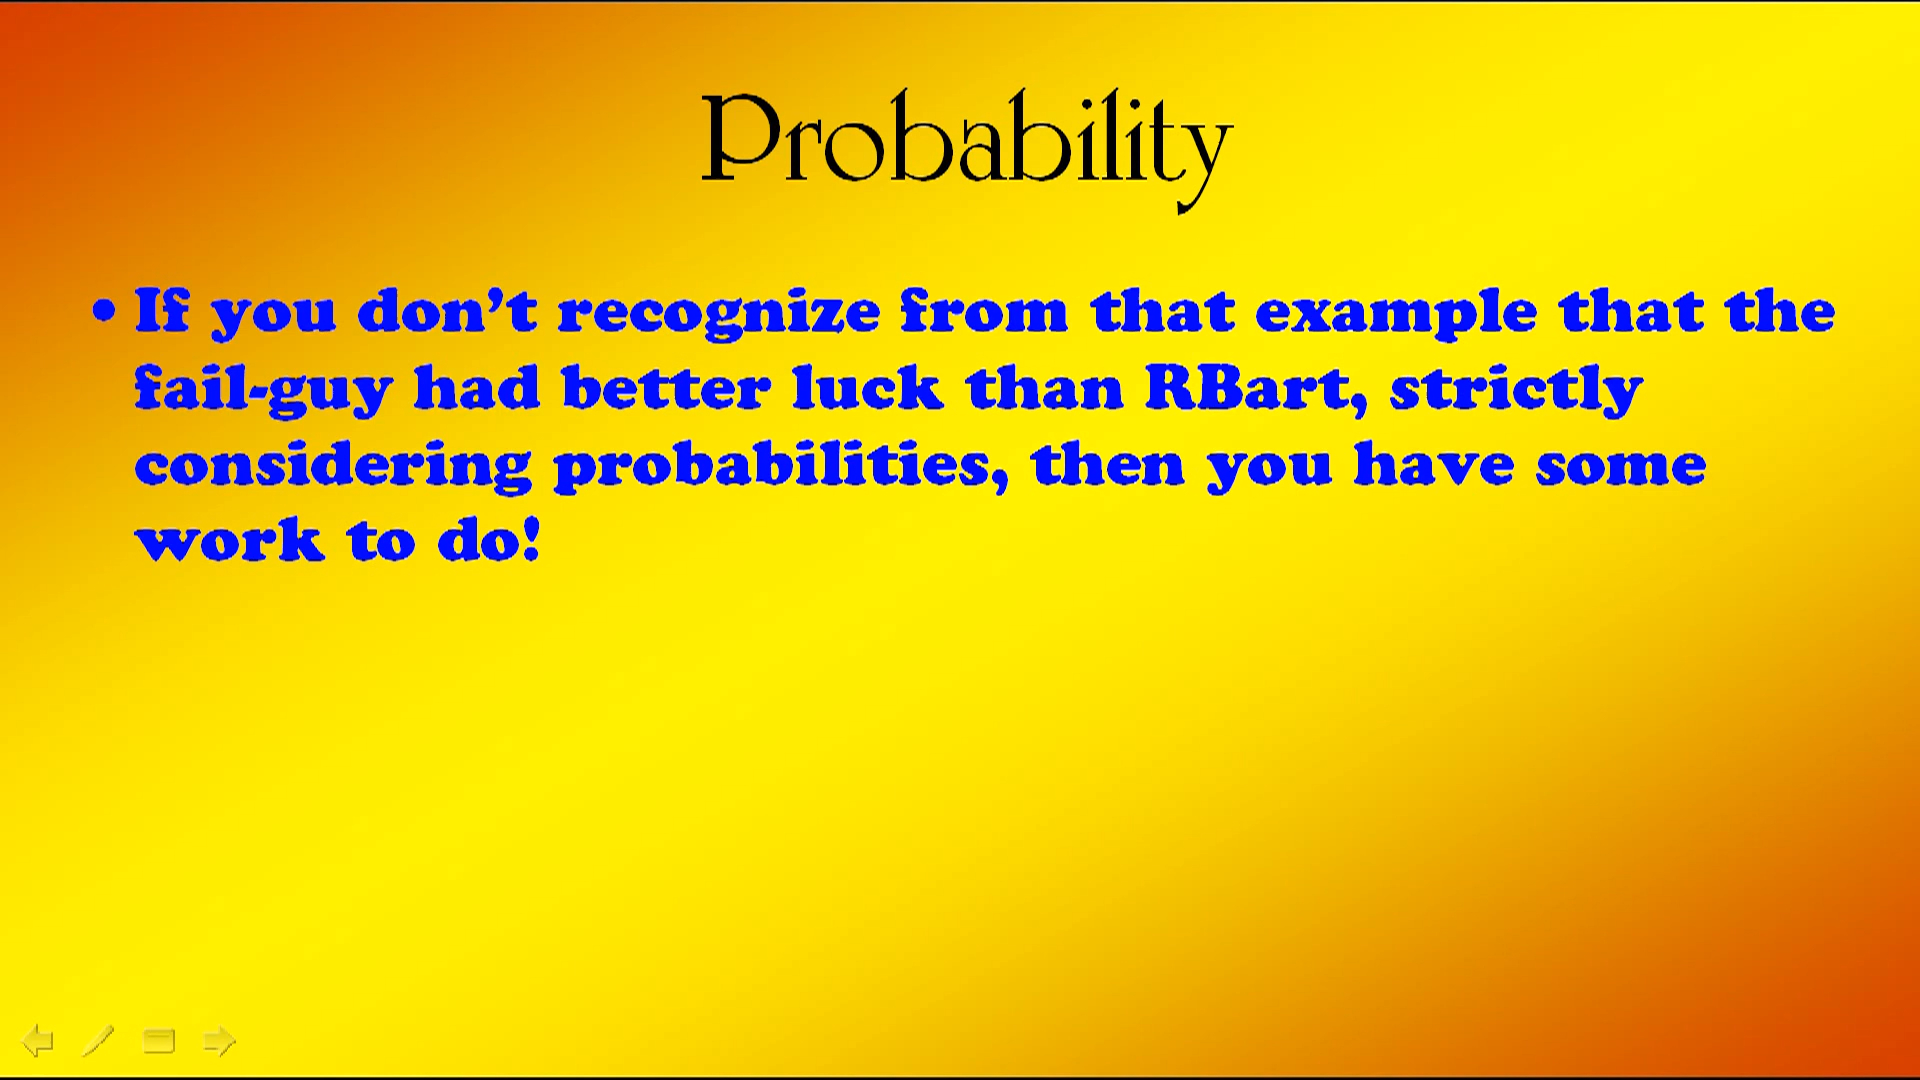 Probability
• If you don’t recognize from that example that the
fail-guy had better luck than RBart, strictly
considering probabilities, then you have some
work to do!